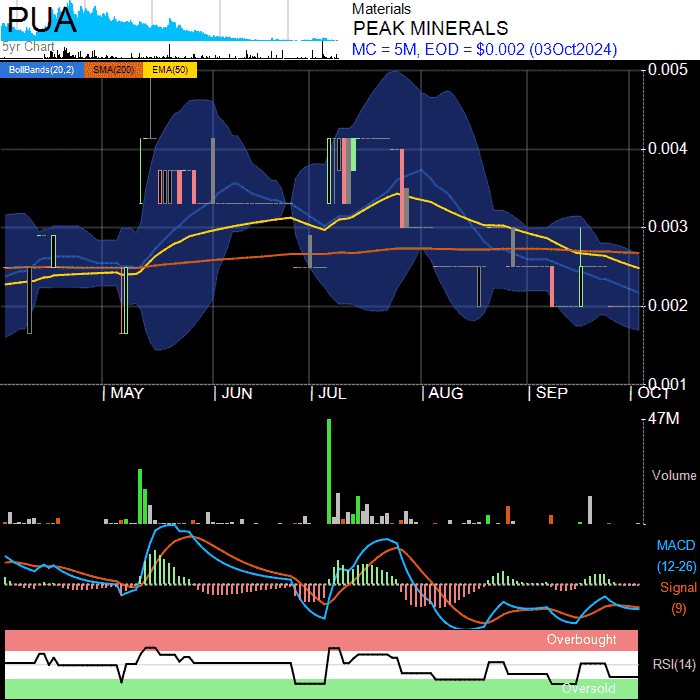 PUA
5yr Chart
Materials
PEAK MINERALS
MC = 5M, EOD = $0.002 (03Oct2024)
BollBands(20,2) SMA(200) EMA(50)
0.005
0.004
0.003
0.002
0.001
MAY JUN JUL AUG SEP OCT
47M
Volume
MACD
(12-26)
Signal
(9)
Overbought
RSI(14)
Oversold